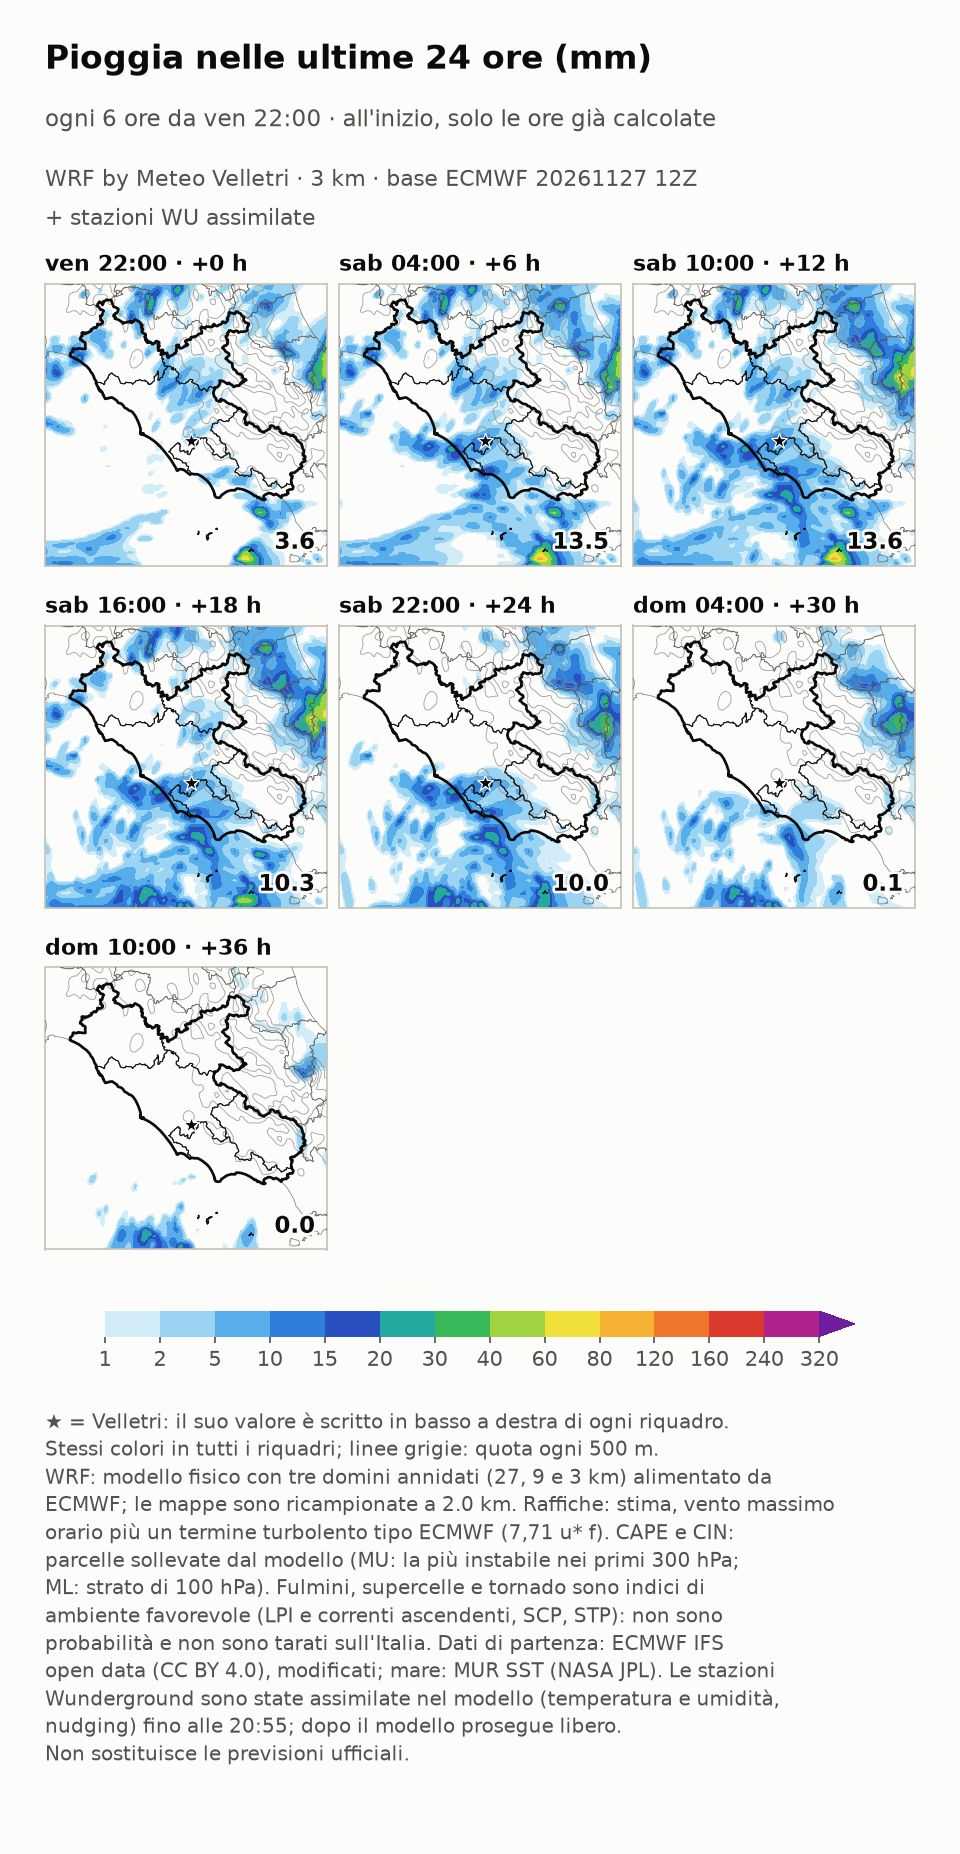 Pioggia nelle ultime 24 ore (mm)
ogni 6 ore da ven 22:00 · all'inizio, solo le ore già calcolate
WRF by Meteo Velletri · 3 km · base ECMWF 20261127 12Z
+ stazioni WU assimilate
ven 22:00 · +0 h
sab 04:00 · +6 h
sab 10:00 · +12 h
3.6
13.5
13.6
sab 16:00 · +18 h
sab 22:00 · +24 h
dom 04:00 · +30 h
10.3
10.0
0.1
dom 10:00 · +36 h
0.0
1 2 5 10 15 20 30 40 60 80 120 160 240 320
★ = Velletri: il suo valore è scritto in basso a destra di ogni riquadro.
Stessi colori in tutti i riquadri; linee grigie: quota ogni 500 m.
WRF: modello fisico con tre domini annidati (27, 9 e 3 km) alimentato da
ECMWF; le mappe sono ricampionate a 2.0 km. Raffiche: stima, vento massimo
orario più un termine turbolento tipo ECMWF (7,71 u* f). CAPE e CIN:
parcelle sollevate dal modello (MU: la più instabile nei primi 300 hPa;
ML: strato di 100 hPa). Fulmini, supercelle e tornado sono indici di
ambiente favorevole (LPI e correnti ascendenti, SCP, STP): non sono
probabilità e non sono tarati sull'Italia. Dati di partenza: ECMWF IFS
open data (CC BY 4.0), modificati; mare: MUR SST (NASA JPL). Le stazioni
Wunderground sono state assimilate nel modello (temperatura e umidità,
nudging) fino alle 20:55; dopo il modello prosegue libero.
Non sostituisce le previsioni ufficiali.